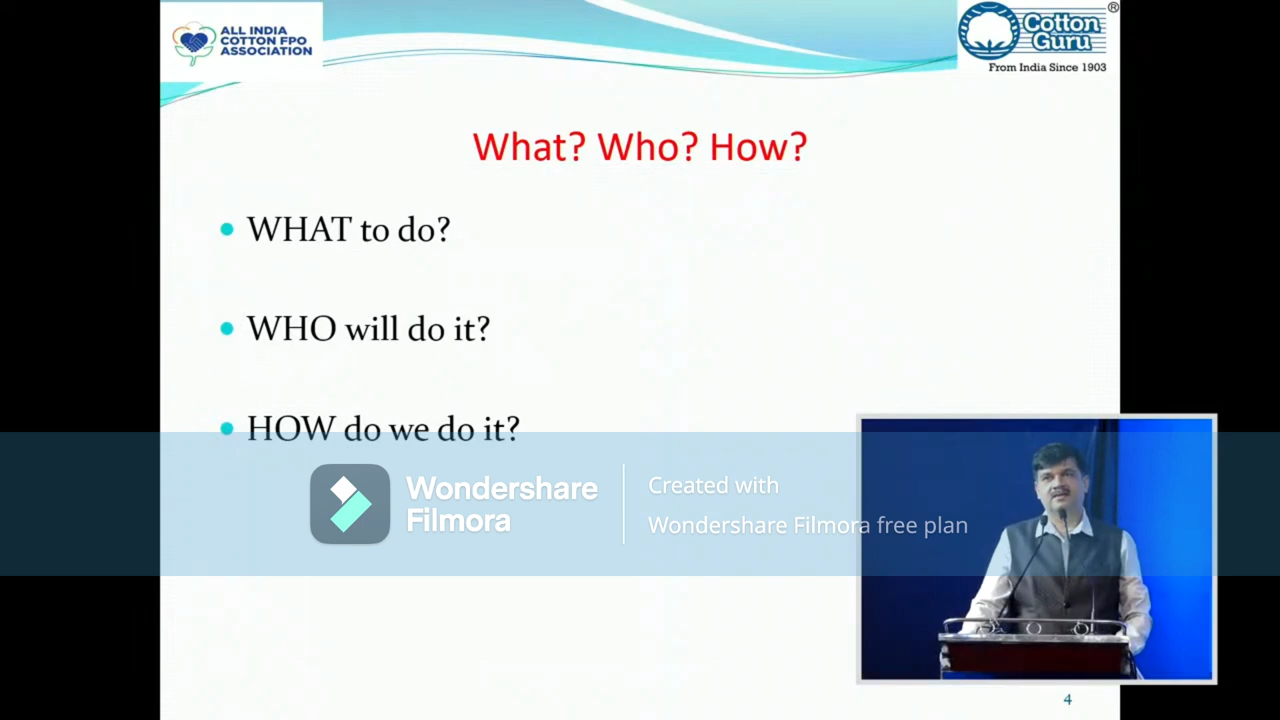 ALL INDIA
COTTON FPO
ASSOCIATION
Cotton
Guru
®
From India Since 1903
What? Who? How?
• WHAT to do?
• WHO will do it?
• HOW do we do it?
Wondershare
Filmora
Created with
Wondershare Filmora free plan
4